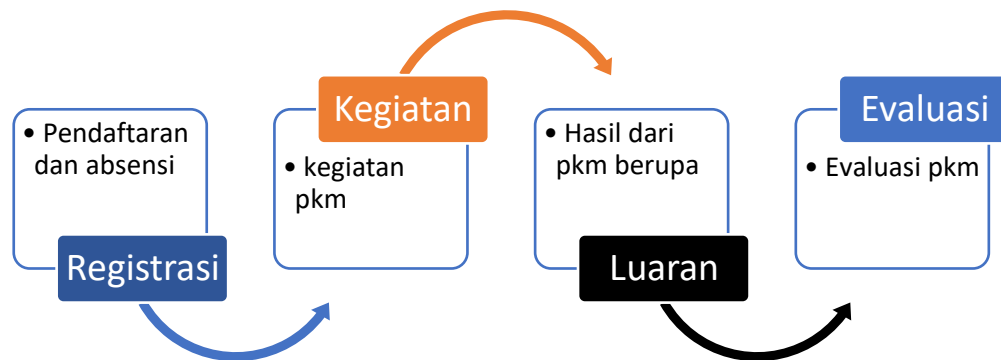 • Pendaftaran
dan absensi
Registrasi
Kegiatan
• kegiatan
pkm
• Hasil dari
pkm berupa
Luaran
Evaluasi
• Evaluasi pkm